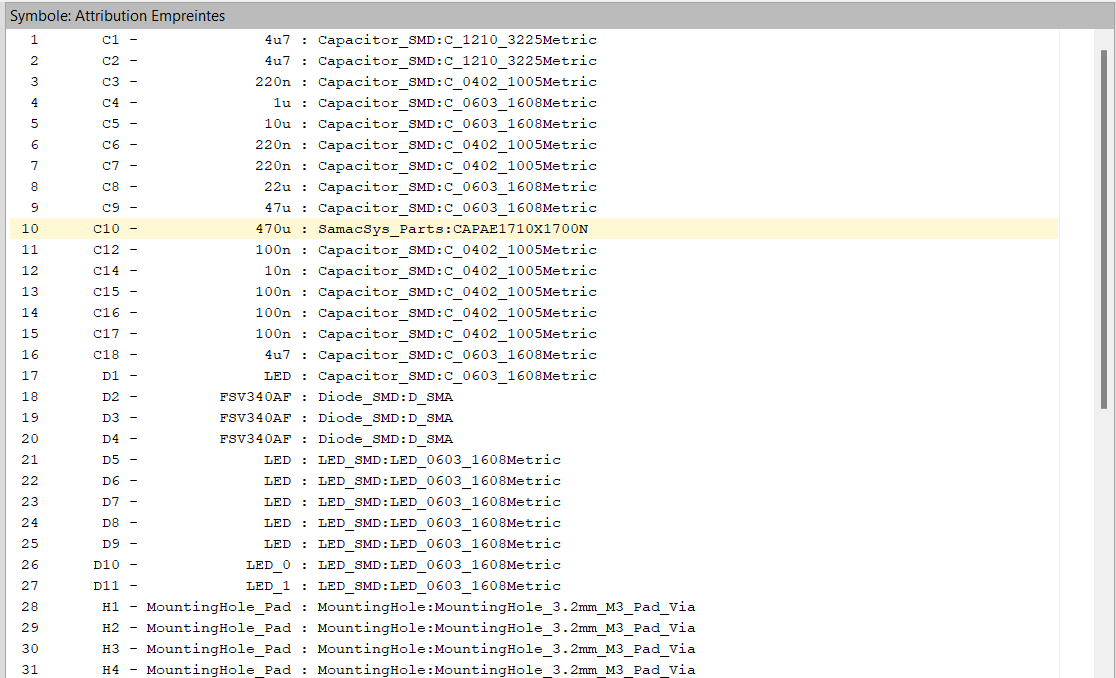 Symbole: Attribution Empreintes
1 C1 - 4u7 : Capacitor_SMD:C_1210_3225Metric
2 C2 - 4u7 : Capacitor_SMD:C_1210_3225Metric
3 C3 - 220n : Capacitor_SMD:C_0402_1005Metric
4 C4 - 1u : Capacitor_SMD:C_0603_1608Metric
5 C5 - 10u : Capacitor_SMD:C_0603_1608Metric
6 C6 - 220n : Capacitor_SMD:C_0402_1005Metric
7 C7 - 220n : Capacitor_SMD:C_0402_1005Metric
8 C8 - 22u : Capacitor_SMD:C_0603_1608Metric
9 C9 - 47u : Capacitor_SMD:C_0603_1608Metric
10 C10 - 470u : SamacSys_Parts:CAPAE1710X1700N
11 C12 - 100n : Capacitor_SMD:C_0402_1005Metric
12 C14 - 10n : Capacitor_SMD:C_0402_1005Metric
13 C15 - 100n : Capacitor_SMD:C_0402_1005Metric
14 C16 - 100n : Capacitor_SMD:C_0402_1005Metric
15 C17 - 100n : Capacitor_SMD:C_0402_1005Metric
16 C18 - 4u7 : Capacitor_SMD:C_0603_1608Metric
17 D1 - LED : Capacitor_SMD:C_0603_1608Metric
18 D2 - FSV340AF : Diode_SMD:D_SMA
19 D3 - FSV340AF : Diode_SMD:D_SMA
20 D4 - FSV340AF : Diode_SMD:D_SMA
21 D5 - LED : LED_SMD:LED_0603_1608Metric
22 D6 - LED : LED_SMD:LED_0603_1608Metric
23 D7 - LED : LED_SMD:LED_0603_1608Metric
24 D8 - LED : LED_SMD:LED_0603_1608Metric
25 D9 - LED : LED_SMD:LED_0603_1608Metric
26 D10 - LED_0 : LED_SMD:LED_0603_1608Metric
27 D11 - LED_1 : LED_SMD:LED_0603_1608Metric
28 H1 - MountingHole_Pad : MountingHole:MountingHole_3.2mm_M3_Pad_Via
29 H2 - MountingHole_Pad : MountingHole:MountingHole_3.2mm_M3_Pad_Via
30 H3 - MountingHole_Pad : MountingHole:MountingHole_3.2mm_M3_Pad_Via
31 H4 - MountingHole_Pad : MountingHole:MountingHole_3.2mm_M3_Pad_Via